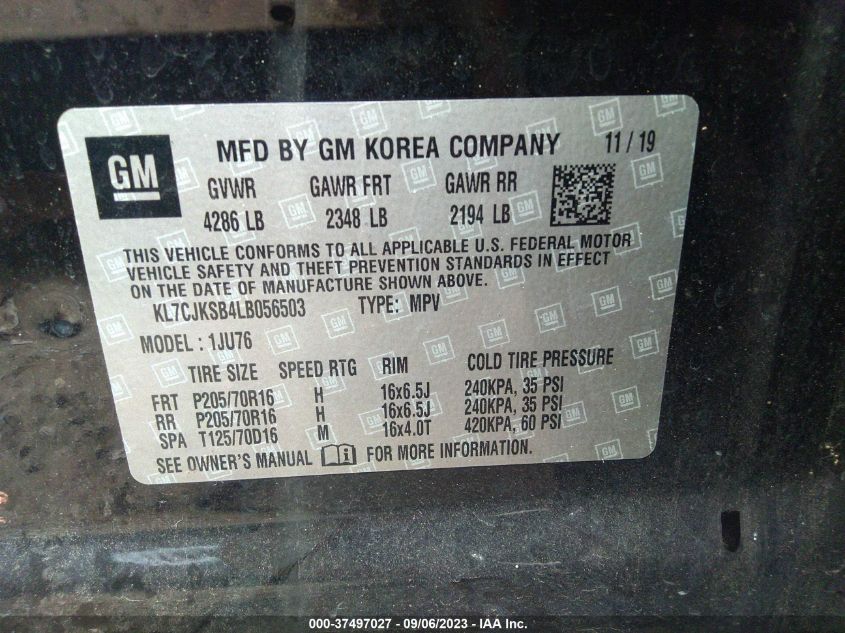 GM MFD BY GM KOREA COMPANY 11 / 19
GVWR GAWR FRT GAWR RR
4286 LB 2348 LB 2194 LB
THIS VEHICLE CONFORMS TO ALL APPLICABLE U.S. FEDERAL MOTOR
VEHICLE SAFETY AND THEFT PREVENTION STANDARDS IN EFFECT
ON THE DATE OF MANUFACTURE SHOWN ABOVE.
KL7CJKSB4LB056503 TYPE: MPV
MODEL : 1JU76
TIRE SIZE SPEED RTG RIM COLD TIRE PRESSURE
FRT P205/70R16 H 16x6.5J 240KPA, 35 PSI
RR P205/70R16 H 16x6.5J 240KPA, 35 PSI
SPA T125/70D16 M 16x4.0T 420KPA, 60 PSI
SEE OWNER'S MANUAL i FOR MORE INFORMATION.
000-37497027 - 09/06/2023 - IAA Inc.